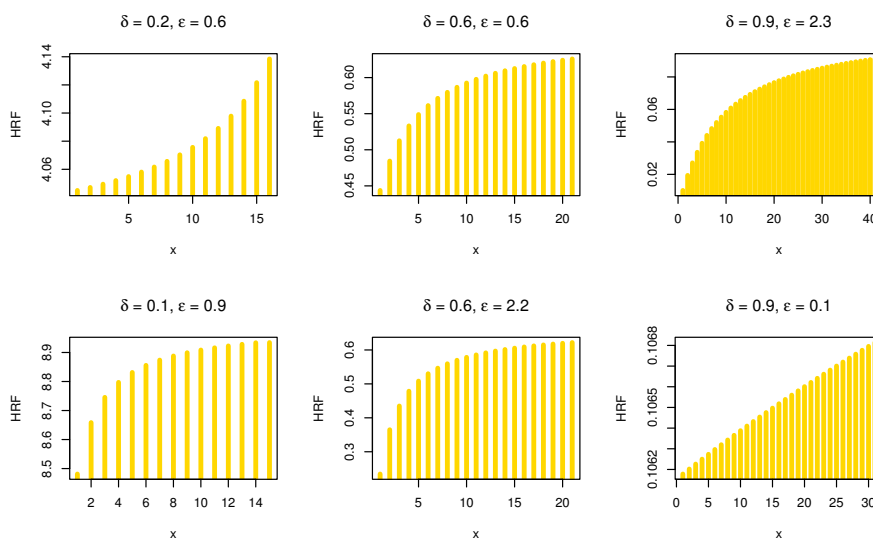 δ = 0.2, ε = 0.6
HRF
4.06 4.10 4.14
5 10 15
x
δ = 0.6, ε = 0.6
HRF
0.45 0.50 0.55 0.60
5 10 15 20
x
δ = 0.9, ε = 2.3
HRF
0.02 0.06
0 10 20 30 40
x
δ = 0.1, ε = 0.9
HRF
8.5 8.6 8.7 8.8 8.9
2 4 6 8 10 12 14
x
δ = 0.6, ε = 2.2
HRF
0.3 0.4 0.5 0.6
5 10 15 20
x
δ = 0.9, ε = 0.1
HRF
0.1062 0.1065 0.1068
0 5 10 15 20 25 30
x